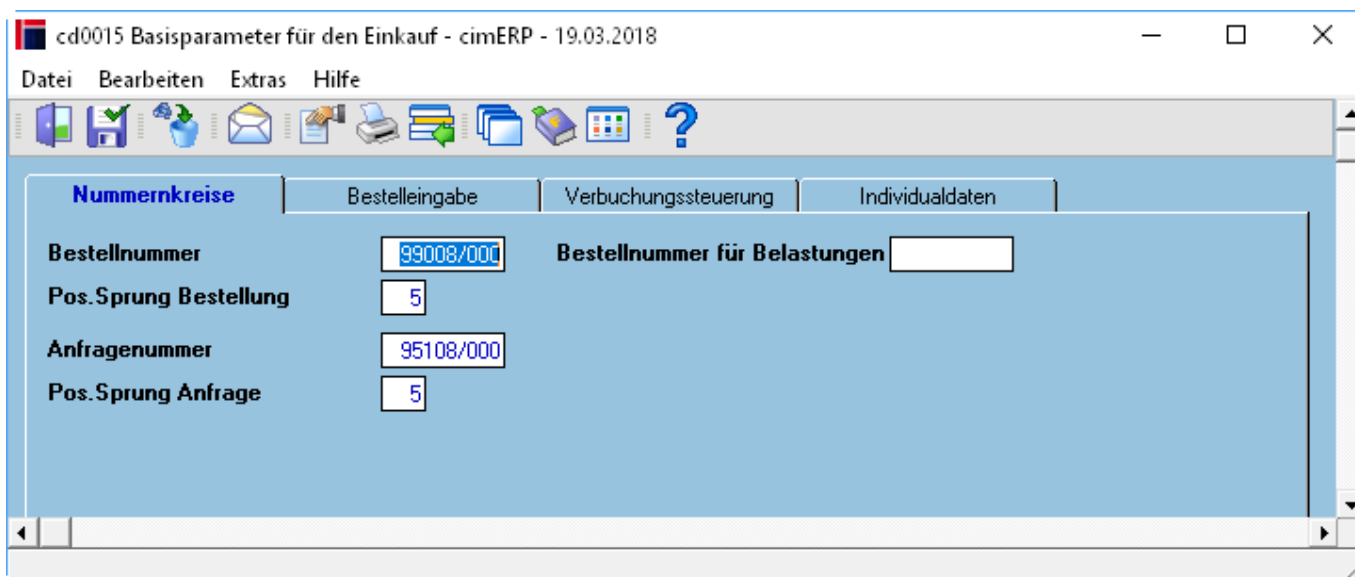 cd0015 Basisparameter für den Einkauf - cimERP - 19.03.2018
Datei Bearbeiten Extras Hilfe
Nummernkreise Bestelleingabe Verbuchungssteuerung Individualdaten
Bestellnummer 99008/000 Bestellnummer für Belastungen
Pos.Sprung Bestellung 5
Anfragenummer 95108/000
Pos.Sprung Anfrage 5